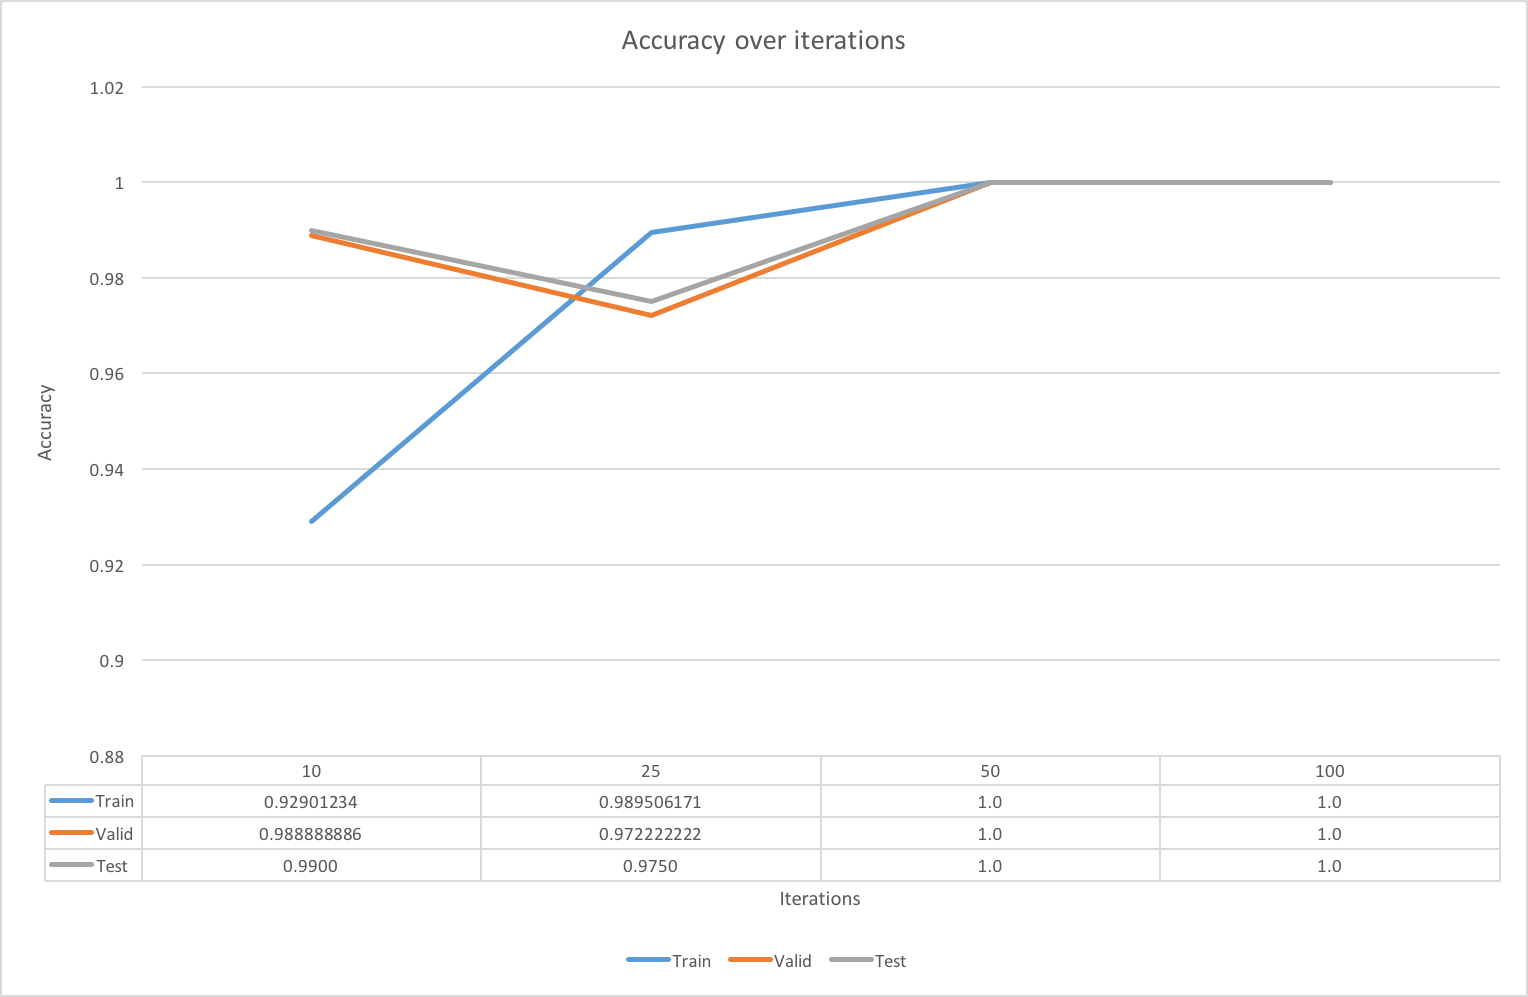 Accuracy over iterations
1.02
1
0.98
0.96
0.94
0.92
0.9
0.88
Accuracy
10 25 50 100
Train 0.92901234 0.989506171 1.0 1.0
Valid 0.988888886 0.972222222 1.0 1.0
Test 0.9900 0.9750 1.0 1.0
Iterations
Train Valid Test